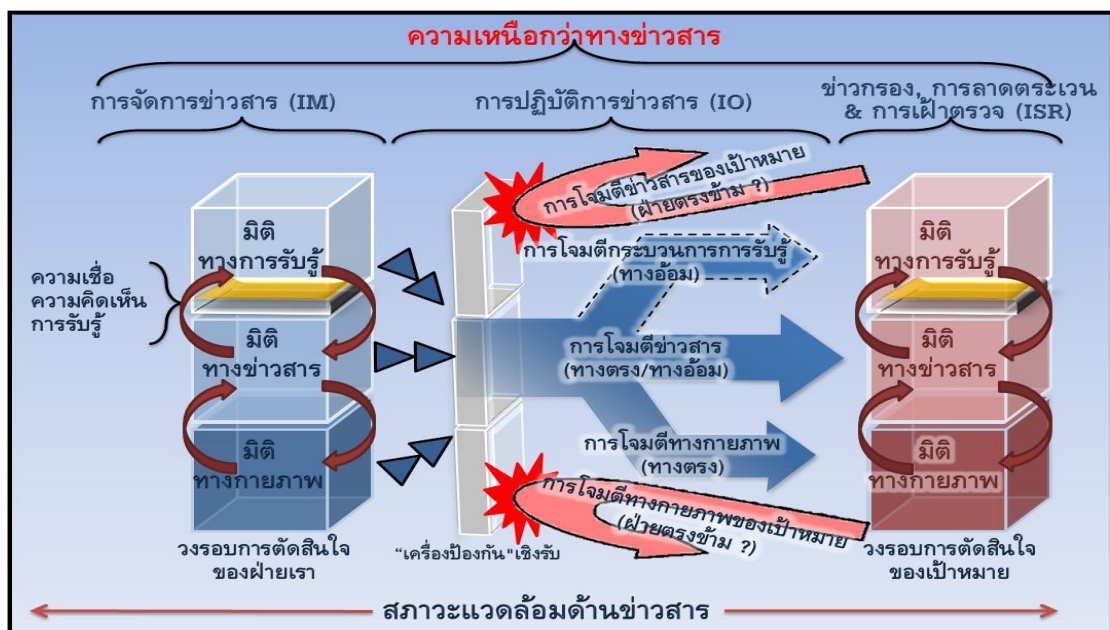 ความเหนือกว่าทางข่าวสาร
การจัดการข่าวสาร (IM)
การปฏิบัติการข่าวสาร (IO)
ข่าวกรอง, การลาดตระเวน
& การเฝ้าตรวจ (ISR)
ความเชื่อ
ความคิดเห็น
การรับรู้
มิติ
ทางการรับรู้
มิติ
ทางข่าวสาร
มิติ
ทางกายภาพ
วงรอบการตัดสินใจ
ของฝ่ายเรา
การโจมตีข่าวสารของเป้าหมาย
(ฝ่ายตรงข้าม ?)
การโจมตีกระบวนการการรับรู้
(ทางอ้อม)
การโจมตีข่าวสาร
(ทางตรง/ทางอ้อม)
การโจมตีทางกายภาพ
(ทางตรง)
การโจมตีทางกายภาพของเป้าหมาย
(ฝ่ายตรงข้าม ?)
“เครื่องป้องกัน"เชิงรับ
มิติ
ทางการรับรู้
มิติ
ทางข่าวสาร
มิติ
ทางกายภาพ
วงรอบการตัดสินใจ
ของเป้าหมาย
สภาวะแวดล้อมด้านข่าวสาร